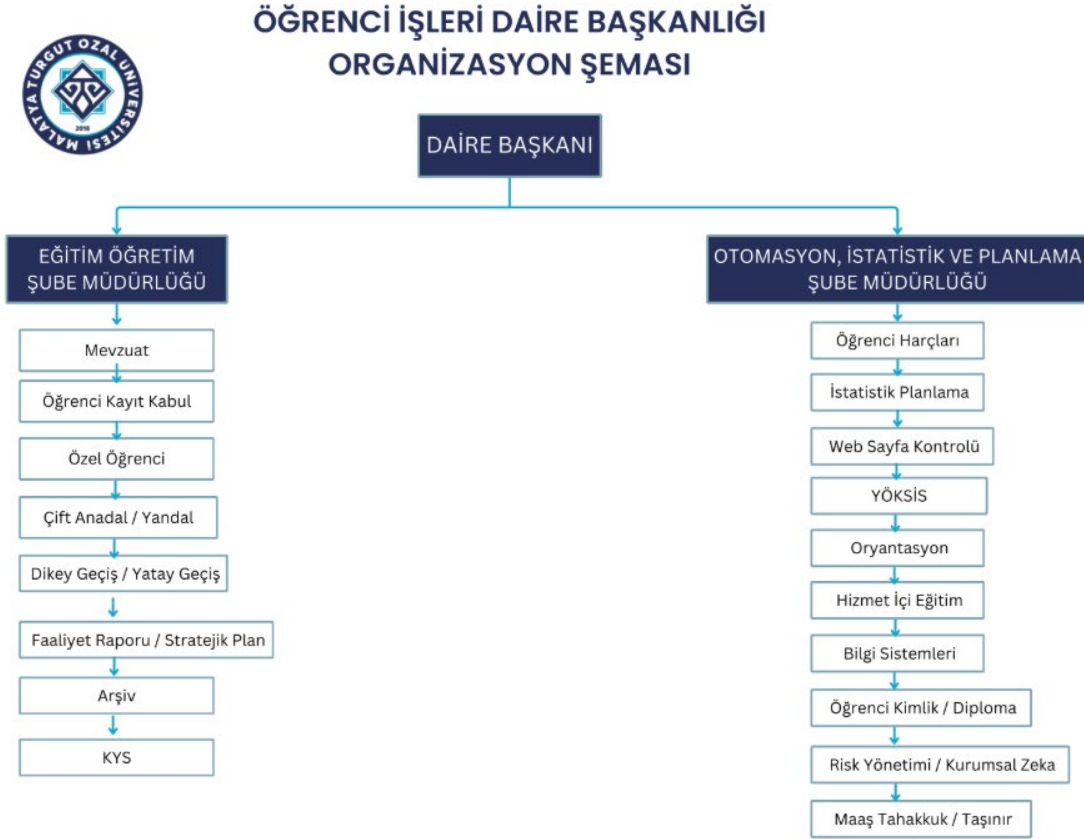 ÖĞRENCİ İŞLERİ DAİRE BAŞKANLIĞI
ORGANİZASYON ŞEMASI
MALATYA TURGUT OZAL ÜNİVERSİTESİ
2018
DAİRE BAŞKANI
EĞİTİM ÖĞRETİM
ŞUBE MÜDÜRLÜĞÜ
Mevzuat
Öğrenci Kayıt Kabul
Özel Öğrenci
Çift Anadal / Yandal
Dikey Geçiş / Yatay Geçiş
Faaliyet Raporu / Stratejik Plan
Arşiv
KYS
OTOMASYON, İSTATİSTİK VE PLANLAMA
ŞUBE MÜDÜRLÜĞÜ
Öğrenci Harçları
İstatistik Planlama
Web Sayfa Kontrolü
YÖKSİS
Oryantasyon
Hizmet İçi Eğitim
Bilgi Sistemleri
Öğrenci Kimlik / Diploma
Risk Yönetimi / Kurumsal Zeka
Maaş Tahakkuk / Taşınır